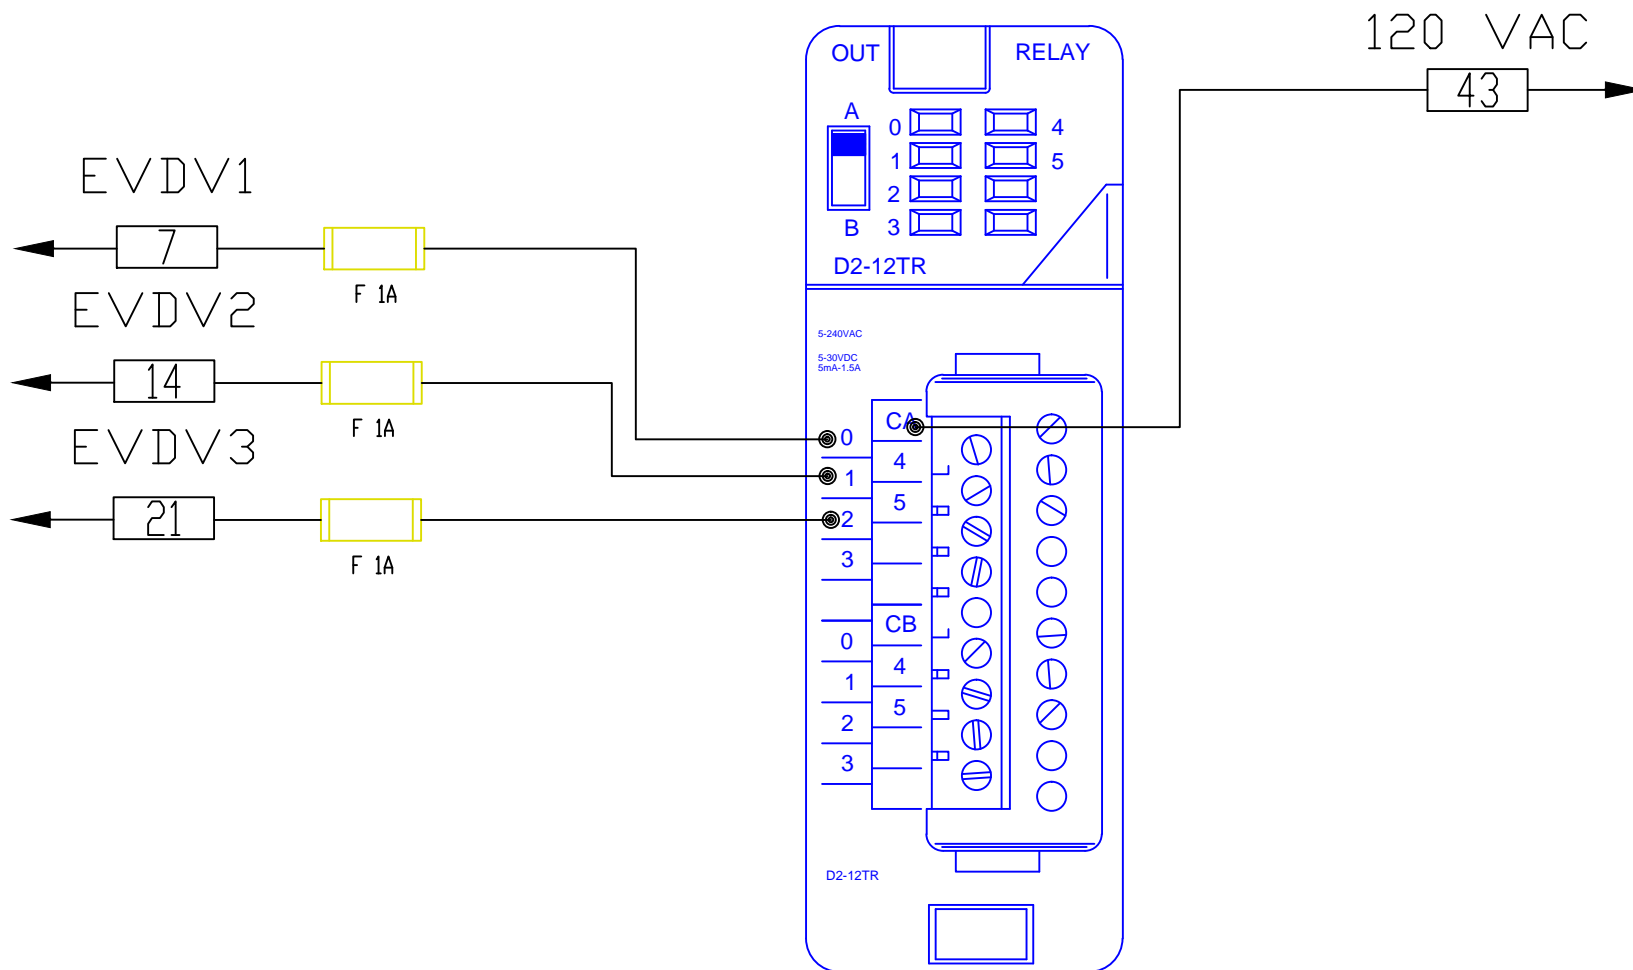 120 VAC
43
OUT RELAY
A
0 4
1 5
2
B 3
D2-12TR
EVDV1
7
F 1A
EVDV2
14
F 1A
EVDV3
21
F 1A
5-240VAC
5-30VDC
5mA-1.5A
CA
0
4
1
5
2
3
CB
0
4
1
5
2
3
D2-12TR